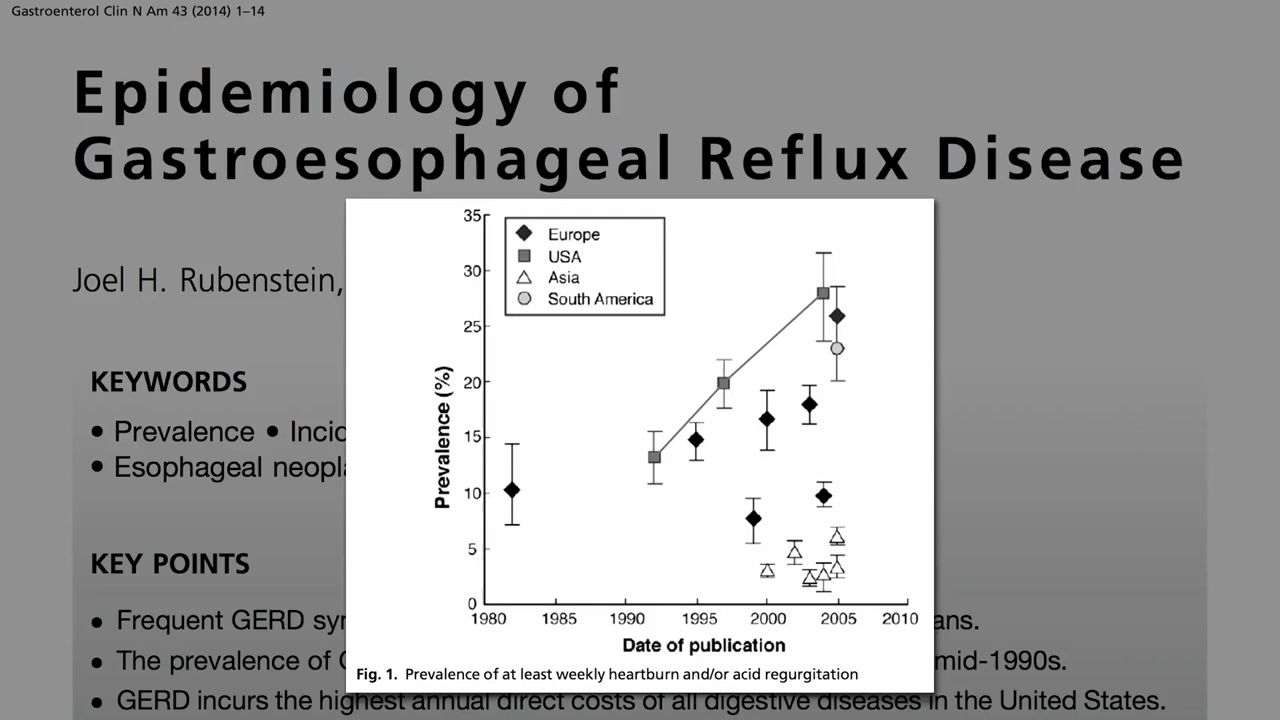 Gastroenterol Clin N Am 43 (2014) 1–14
Epidemiology of
Gastroesophageal Reflux Disease
Joel H. Rubenstein,
KEYWORDS
• Prevalence • Incid
• Esophageal neopla
KEY POINTS
• Frequent GERD syr
ans.
• The prevalence of
mid-1990s.
• GERD incurs the highest annual direct costs of all digestive diseases in the United States.
35
30
25
20
15
10
5
0
Prevalence (%)
Europe
USA
Asia
South America
1980 1985 1990 1995 2000 2005 2010
Date of publication
Fig. 1. Prevalence of at least weekly heartburn and/or acid regurgitation